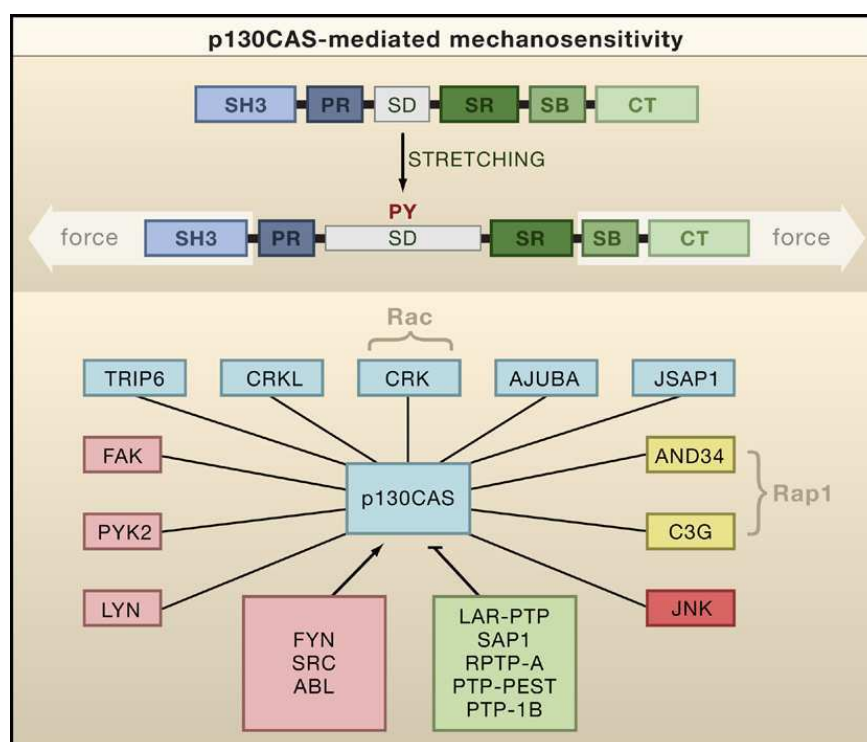 p130CAS-mediated mechanosensitivity
SH3 PR SD SR SB CT
STRETCHING
PY
force SH3 PR SD SR SB CT force
Rac
TRIP6 CRKL CRK AJUBA JSAP1
FAK AND34
p130CAS Rap1
PYK2 C3G
LYN JNK
FYN
SRC
ABL
LAR-PTP
SAP1
RPTP-A
PTP-PEST
PTP-1B